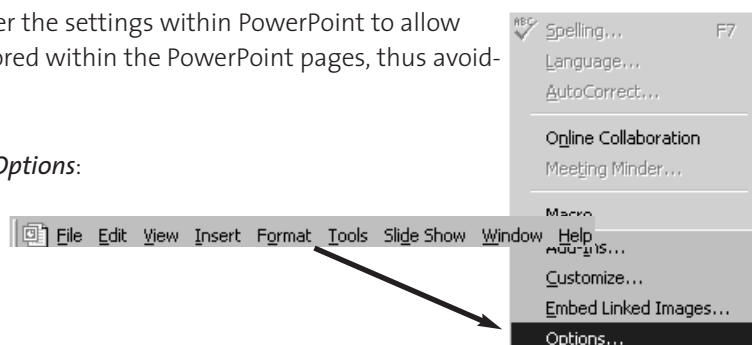 er the settings within PowerPoint to allow
ored within the PowerPoint pages, thus avoid-
Options:
File Edit View Insert Format Tools Slide Show Window Help
ABC Spelling... F7
Language...
AutoCorrect...
Online Collaboration
Meeting Minder...
Macro
Add-Ins...
Customize...
Embed Linked Images...
Options...